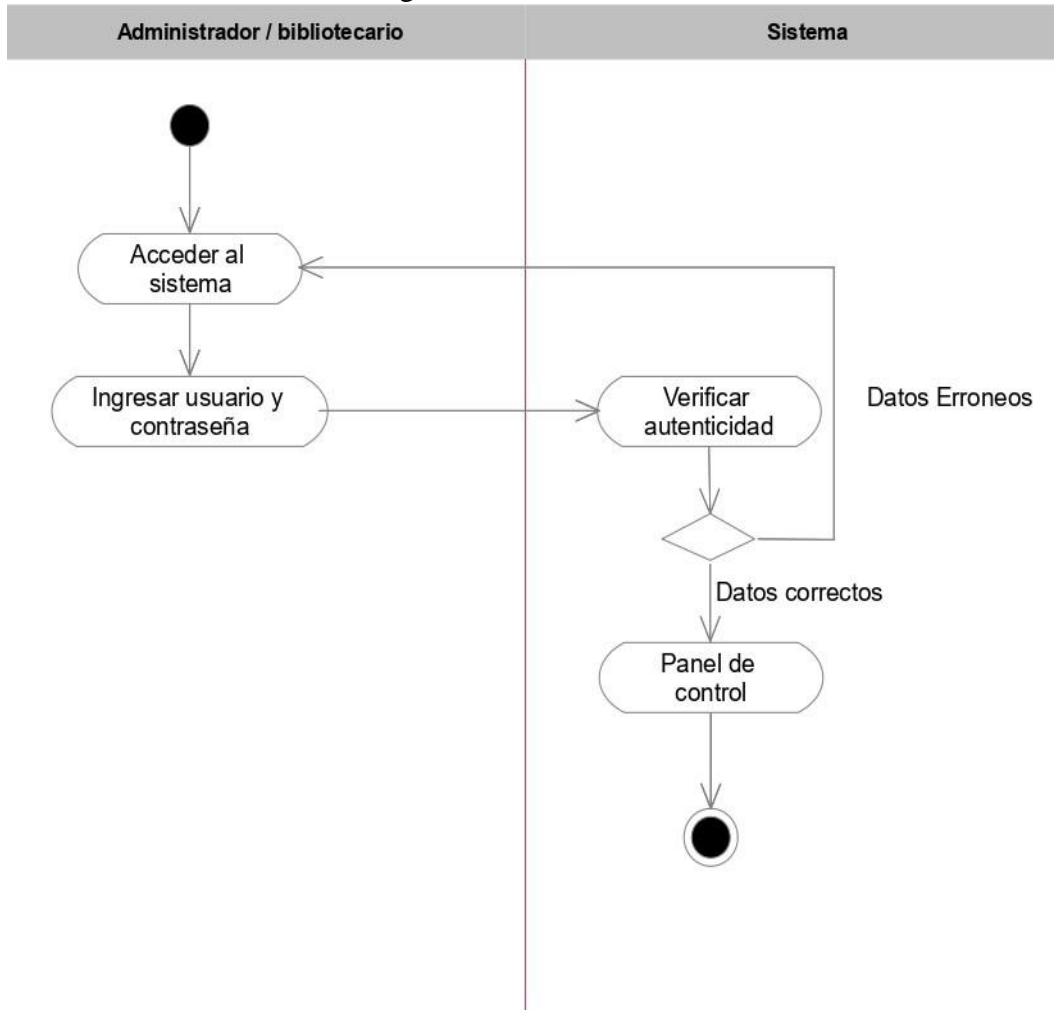 Administrador / bibliotecario
Sistema
Acceder al
sistema
Ingresar usuario y
contraseña
Verificar
autenticidad
Datos Erroneos
Datos correctos
Panel de
control